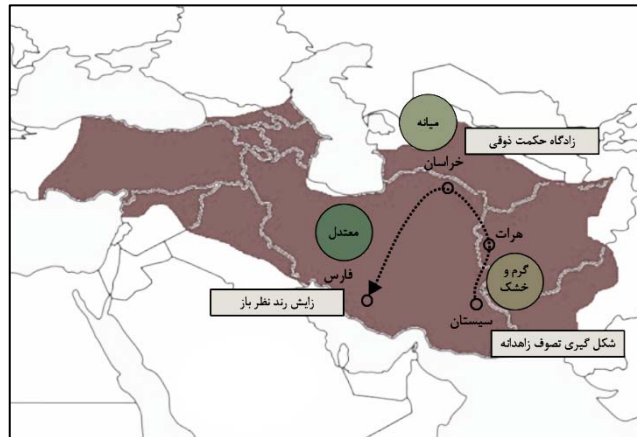 میانه
زادگاه حکمت ذوقی
خراسان
هرات
معتدل
گرم و
خشک
فارس
زایش رند نظر باز
سیستان
شکل گیری تصوف زاهدانه